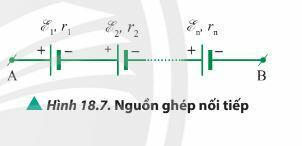 ℰ₁, r₁ ℰ₂, r₂ ℰₙ, rₙ
+ − + − + −
A B
Hình 18.7. Nguồn ghép nối tiếp